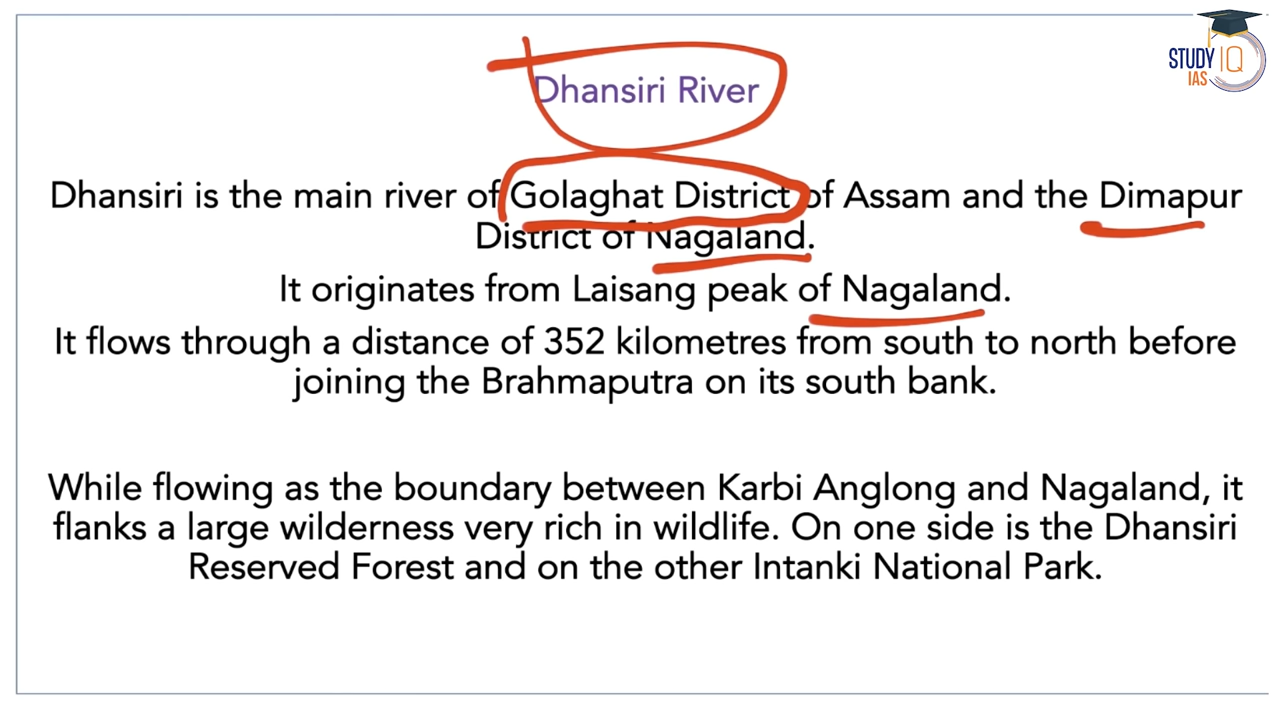 STUDY IQ
IAS
Dhansiri River
Dhansiri is the main river of Golaghat District of Assam and the Dimapur
District of Nagaland.
It originates from Laisang peak of Nagaland.
It flows through a distance of 352 kilometres from south to north before
joining the Brahmaputra on its south bank.
While flowing as the boundary between Karbi Anglong and Nagaland, it
flanks a large wilderness very rich in wildlife. On one side is the Dhansiri
Reserved Forest and on the other Intanki National Park.